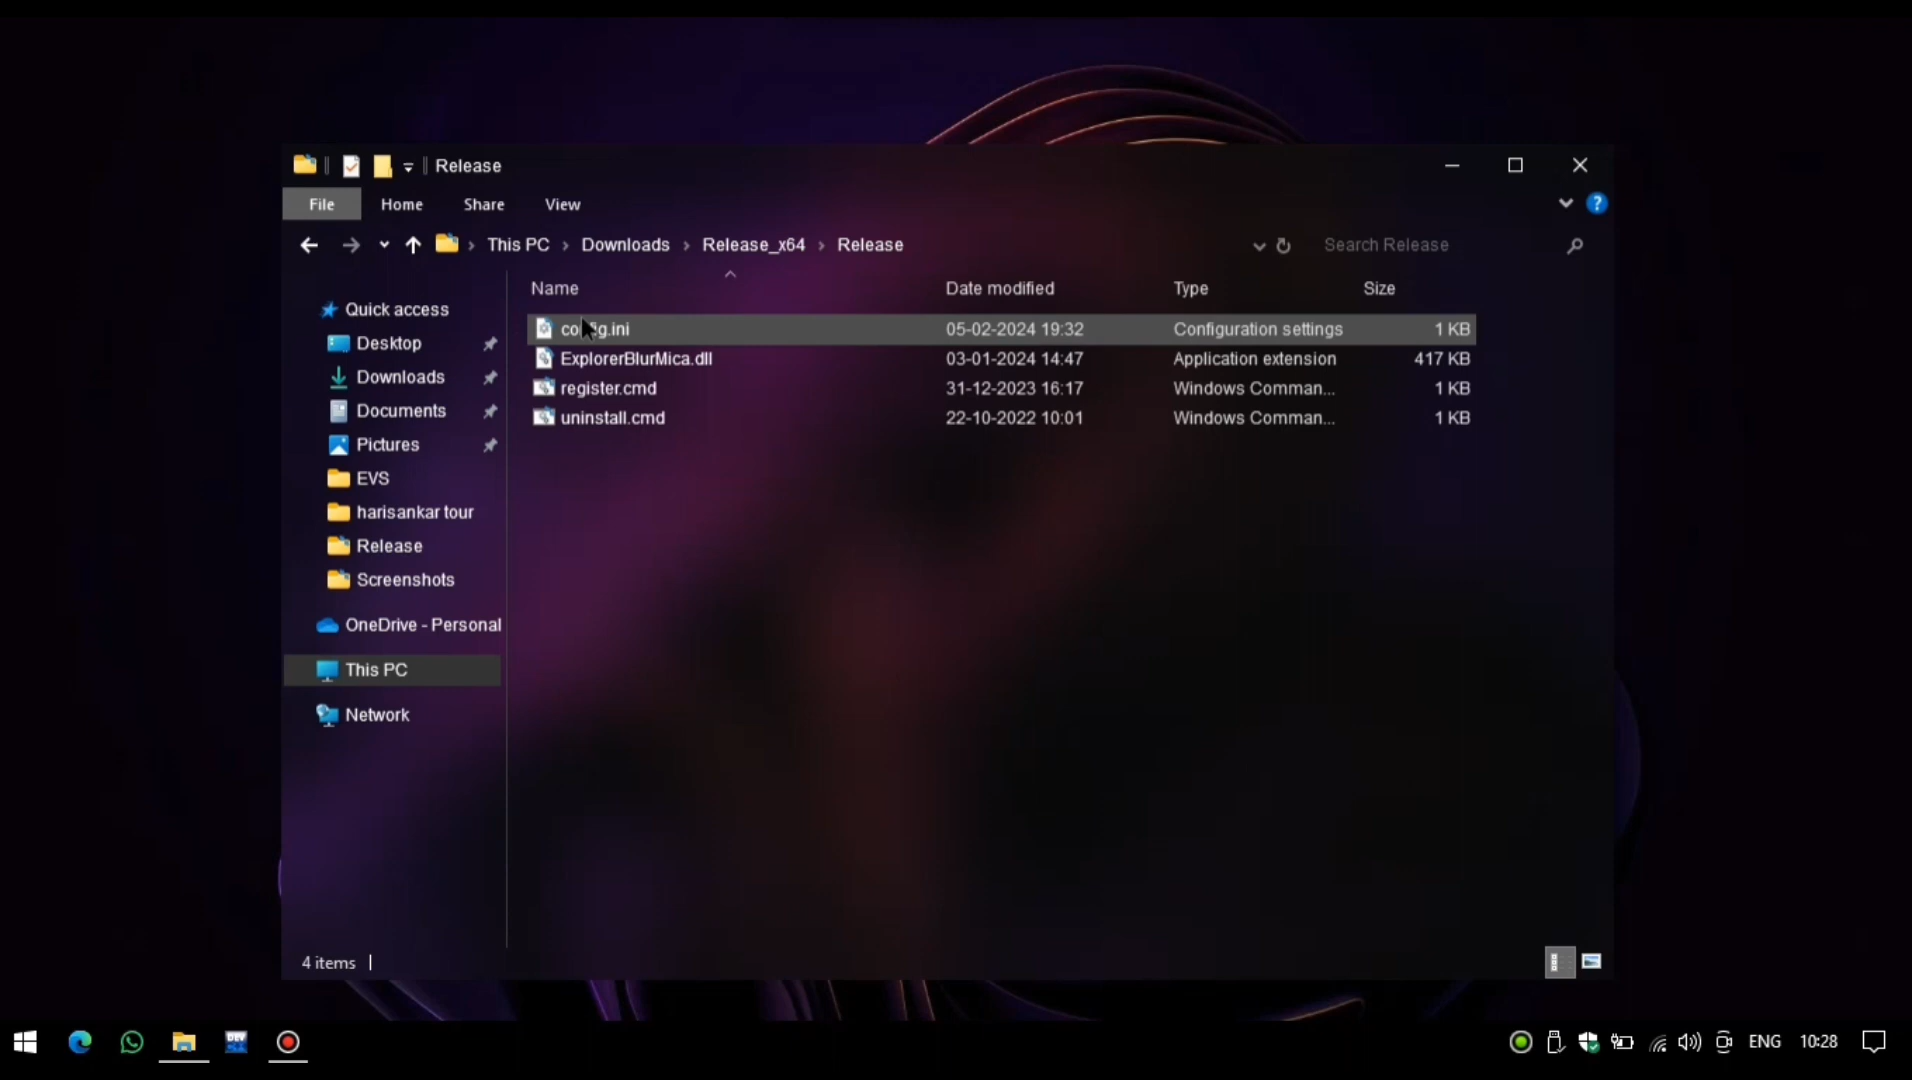 Release
File Home Share View
This PC > Downloads > Release_x64 > Release
Search Release
Name Date modified Type Size
Quick access
Desktop
Downloads
Documents
Pictures
EVS
harisankar tour
Release
Screenshots
OneDrive - Personal
This PC
Network
05-02-2024 19:32 Configuration settings 1 KB
ExplorerBlurMica.dll 03-01-2024 14:47 Application extension 417 KB
register.cmd 31-12-2023 16:17 Windows Comman... 1 KB
uninstall.cmd 22-10-2022 10:01 Windows Comman... 1 KB
4 items
DEV
ENG 10:28